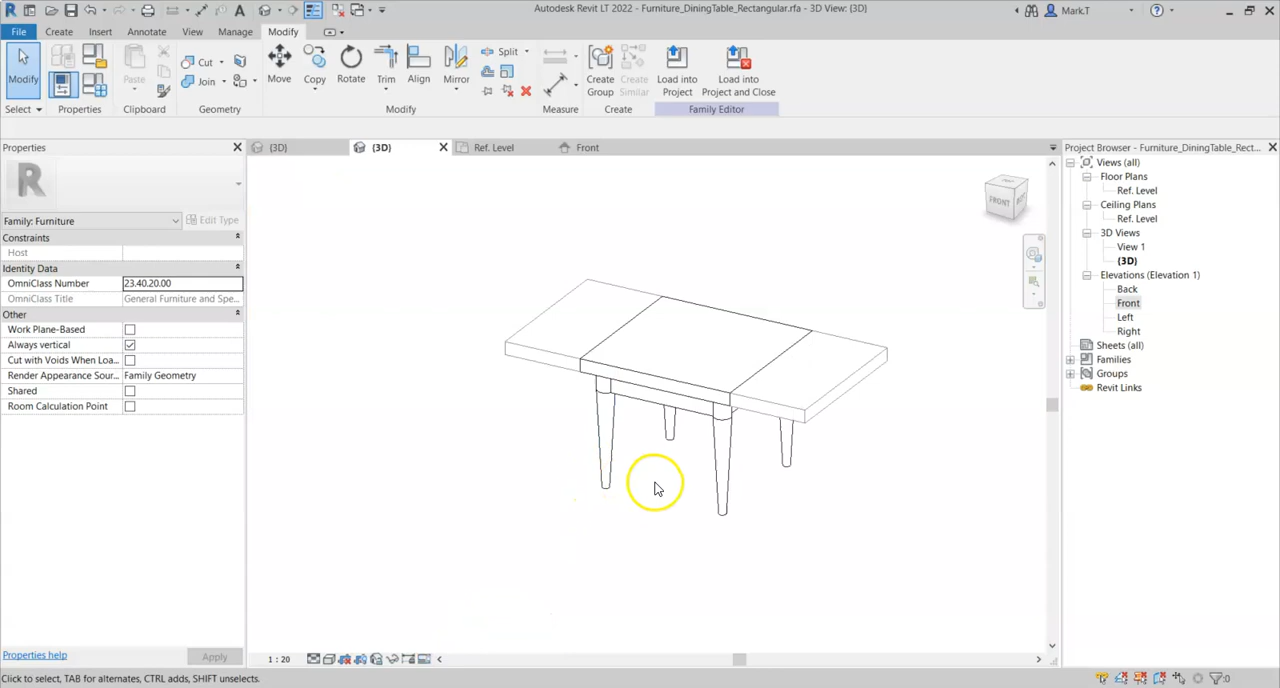 Autodesk Revit LT 2022 - Furniture_DiningTable_Rectangular.rfa - 3D View: {3D}
Mark.T
File Create Insert Annotate View Manage Modify
Modify
Paste
Cut
Join
Move
Copy
Rotate
Trim
Align
Mirror
Split
Create Group
Create Similar
Load into Project
Load into Project and Close
Select Properties Clipboard Geometry Modify Measure Create Family Editor
Properties
{3D} {3D} Ref. Level Front
Project Browser - Furniture_DiningTable_Rect...
R
Family: Furniture Edit Type
Constraints
Host
Identity Data
OmniClass Number 23.40.20.00
OmniClass Title General Furniture and Spe...
Other
Work Plane-Based
Always vertical
Cut with Voids When Loa...
Render Appearance Sour... Family Geometry
Shared
Room Calculation Point
FRONT
Views (all)
Floor Plans
Ref. Level
Ceiling Plans
Ref. Level
3D Views
View 1
{3D}
Elevations (Elevation 1)
Back
Front
Left
Right
Sheets (all)
Families
Groups
Revit Links
Properties help Apply
1 : 20
Click to select, TAB for alternates, CTRL adds, SHIFT unselects.
:0